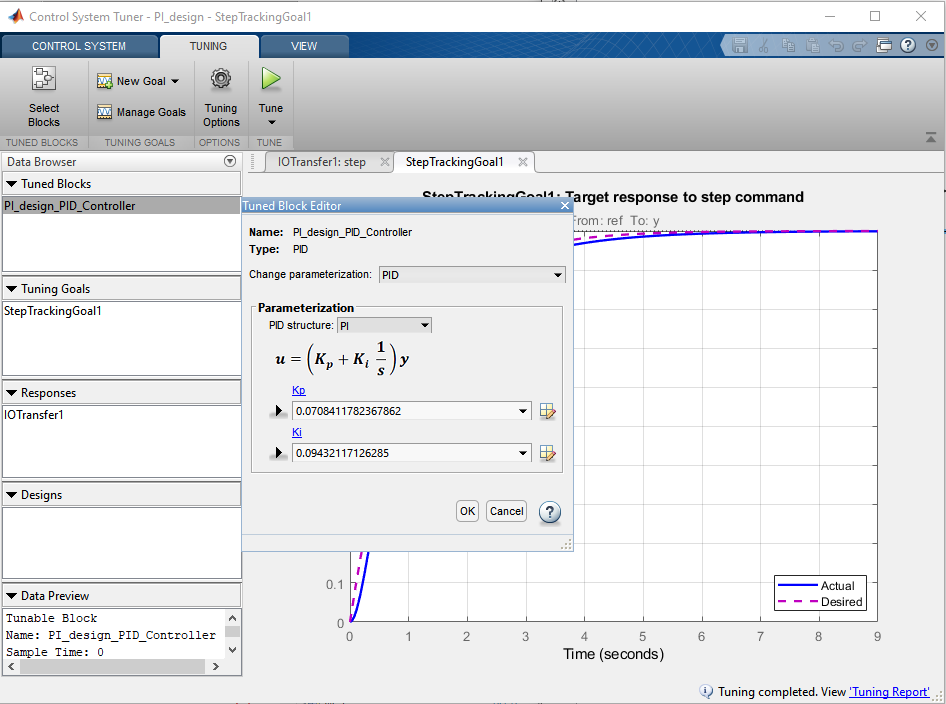 Control System Tuner - PI_design - StepTrackingGoal1
CONTROL SYSTEM
TUNING
VIEW
Select
Blocks
New Goal
Manage Goals
Tuning
Options
Tune
TUNED BLOCKS
TUNING GOALS
OPTIONS
TUNE
Data Browser
Tuned Blocks
PI_design_PID_Controller
Tuning Goals
StepTrackingGoal1
Responses
IOTransfer1
Designs
Data Preview
Tunable Block
Name: PI_design_PID_Controller
Sample Time: 0
IOTransfer1: step
StepTrackingGoal1
StepTrackingGoal1: Target response to step command
From: ref To: y
Tuned Block Editor
Name: PI_design_PID_Controller
Type: PID
Change parameterization: PID
Parameterization
PID structure: PI
u = (Kp + Ki 1/s) y
Kp
0.0708411782367862
Ki
0.09432117126285
OK
Cancel
?
0.1
0
0 1 2 3 4 5 6 7 8 9
Time (seconds)
Actual
Desired
Tuning completed. View 'Tuning Report'